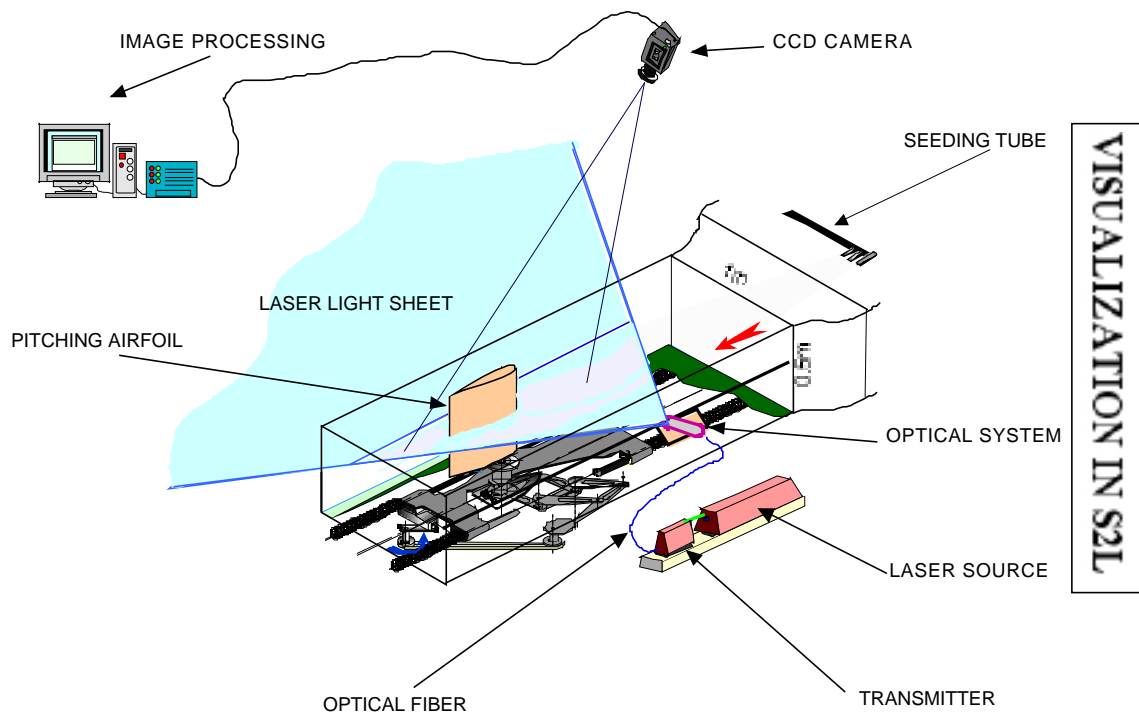 IMAGE PROCESSING
CCD CAMERA
SEEDING TUBE
LASER LIGHT SHEET
PITCHING AIRFOIL
OPTICAL SYSTEM
LASER SOURCE
OPTICAL FIBER
TRANSMITTER
VISUALIZATION IN S2L